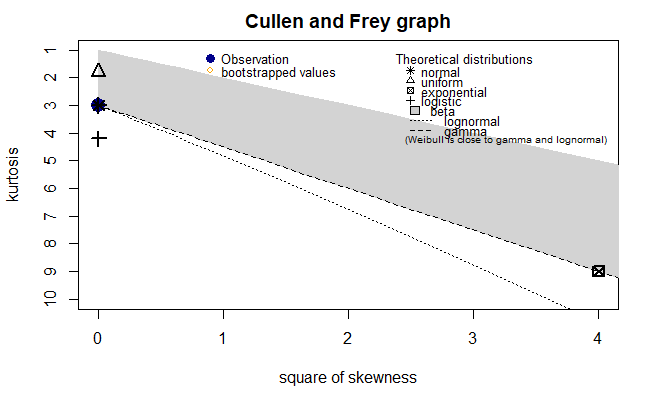 Cullen and Frey graph
Observation
bootstrapped values
Theoretical distributions
normal
uniform
exponential
logistic
beta
lognormal
gamma
(Weibull is close to gamma and lognormal)
kurtosis
1
2
3
4
5
6
7
8
9
10
0 1 2 3 4
square of skewness